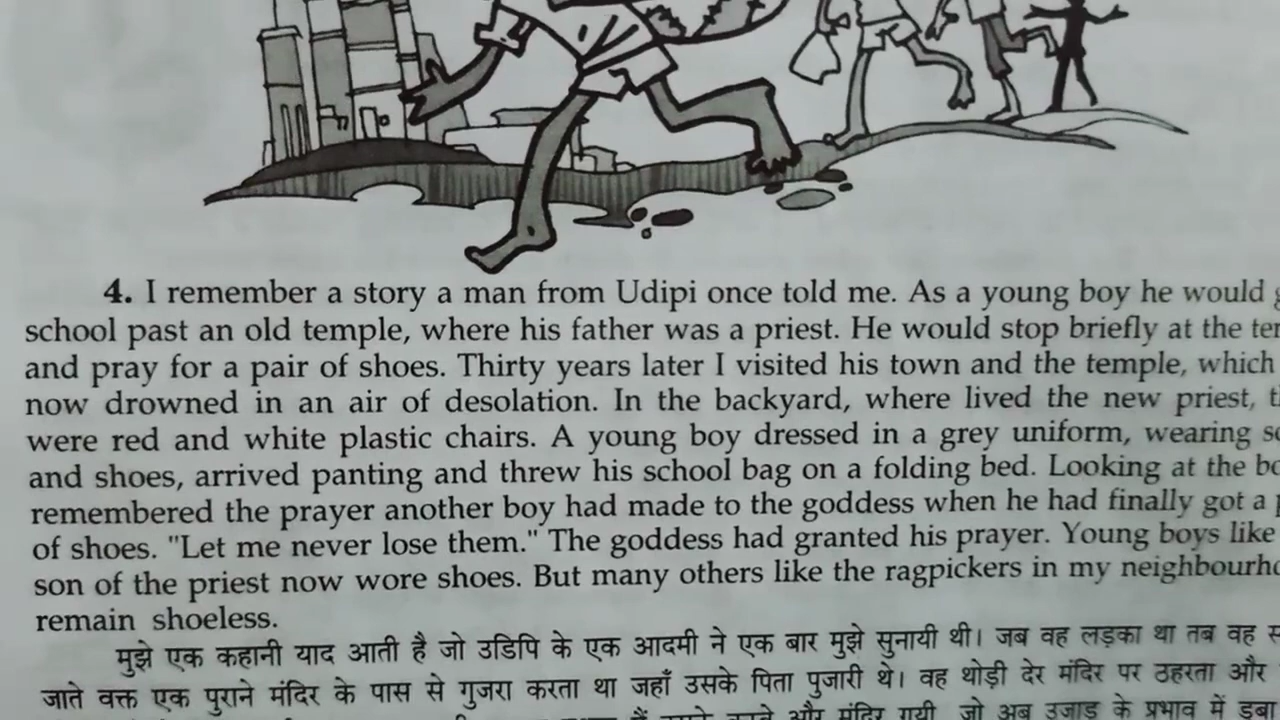 4. I remember a story a man from Udipi once told me. As a young boy he would
school past an old temple, where his father was a priest. He would stop briefly at the
and pray for a pair of shoes. Thirty years later I visited his town and the temple, which
now drowned in an air of desolation. In the backyard, where lived the new priest,
were red and white plastic chairs. A young boy dressed in a grey uniform, wearing
and shoes, arrived panting and threw his school bag on a folding bed. Looking at the
remembered the prayer another boy had made to the goddess when he had finally got a
of shoes. "Let me never lose them." The goddess had granted his prayer. Young boys like
son of the priest now wore shoes. But many others like the ragpickers in my
remain shoeless.
मुझे एक कहानी याद आती है जो उडिपि के एक आदमी ने एक बार मुझे सुनायी थी। जब वह लड़का था तब वह
जाते वक्त एक पुराने मंदिर के पास से गुजरा करता था जहाँ उसके पिता पुजारी थे। वह थोड़ी देर मंदिर पर ठहरता और
और मंदिर गयी जो अब उजाड़ के प्रभाव में डूबा